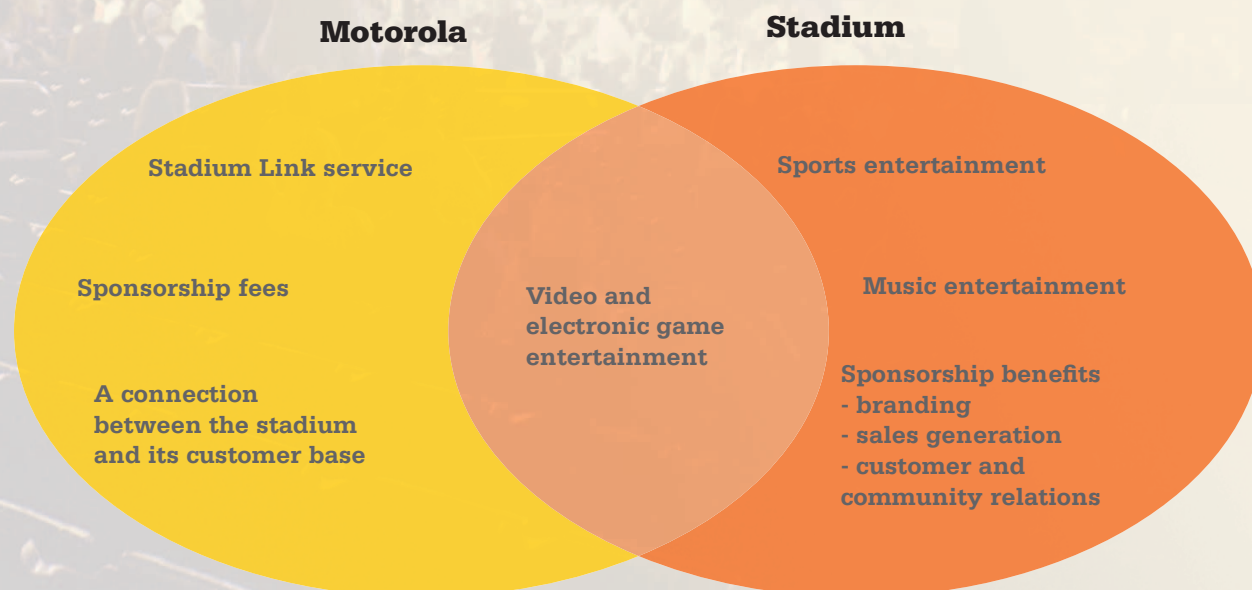 Motorola
Stadium
Stadium Link service
Sponsorship fees
A connection
between the stadium
and its customer base
Video and
electronic game
entertainment
Sports entertainment
Music entertainment
Sponsorship benefits
- branding
- sales generation
- customer and
community relations